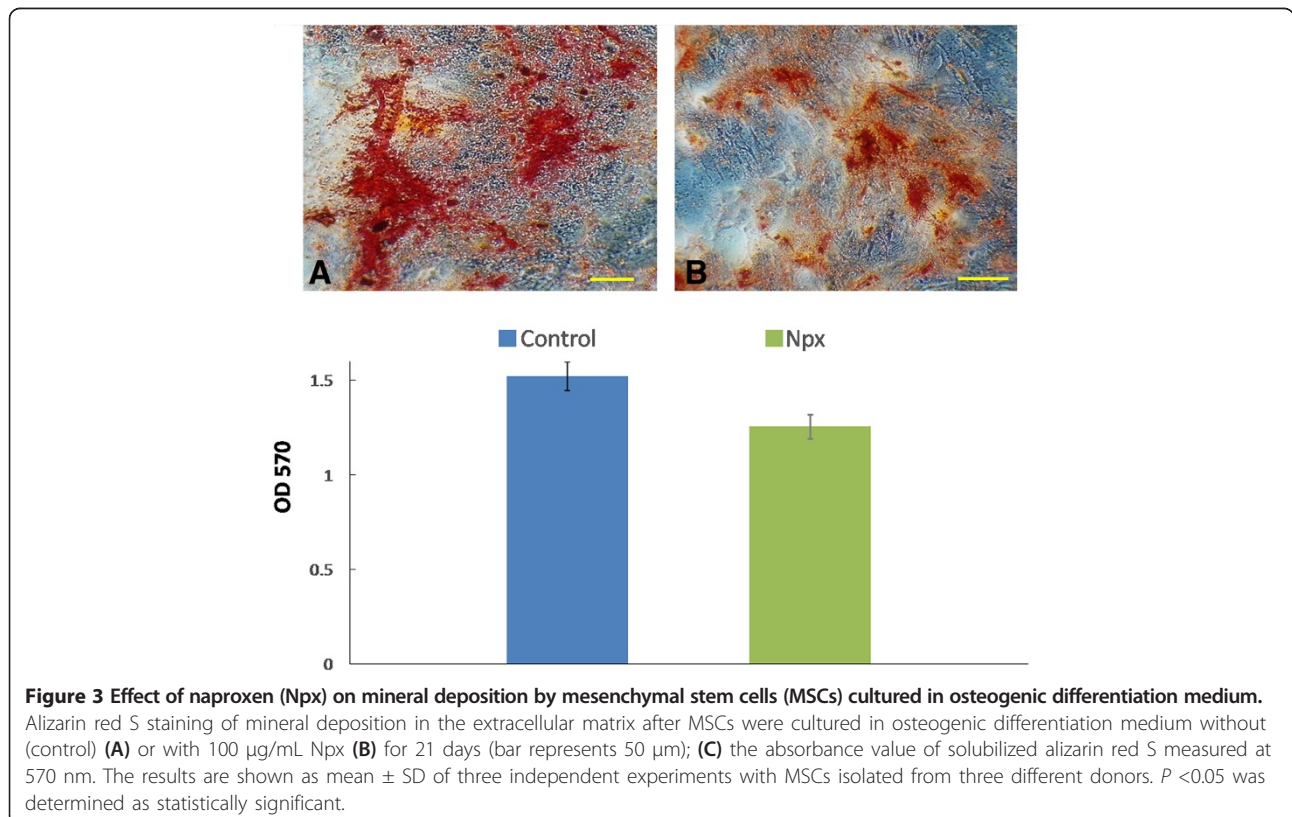 A
B
Control Npx
1.5
1
0.5
0
OD 570
Figure 3 Effect of naproxen (Npx) on mineral deposition by mesenchymal stem cells (MSCs) cultured in osteogenic differentiation medium.
Alizarin red S staining of mineral deposition in the extracellular matrix after MSCs were cultured in osteogenic differentiation medium without
(control) (A) or with 100 μg/mL Npx (B) for 21 days (bar represents 50 μm); (C) the absorbance value of solubilized alizarin red S measured at
570 nm. The results are shown as mean ± SD of three independent experiments with MSCs isolated from three different donors. P <0.05 was
determined as statistically significant.